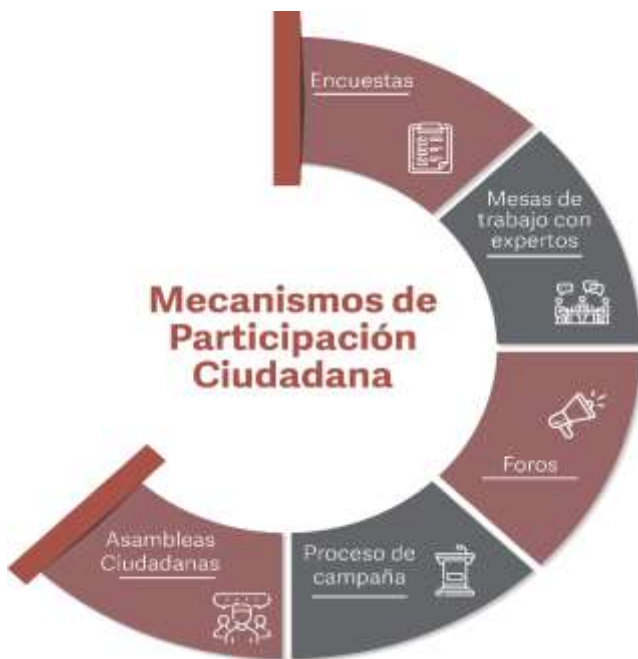 Encuestas
Mesas de
trabajo con
expertos
Mecanismos de
Participación
Ciudadana
Foros
Proceso de
campaña
Asambleas
Ciudadanas